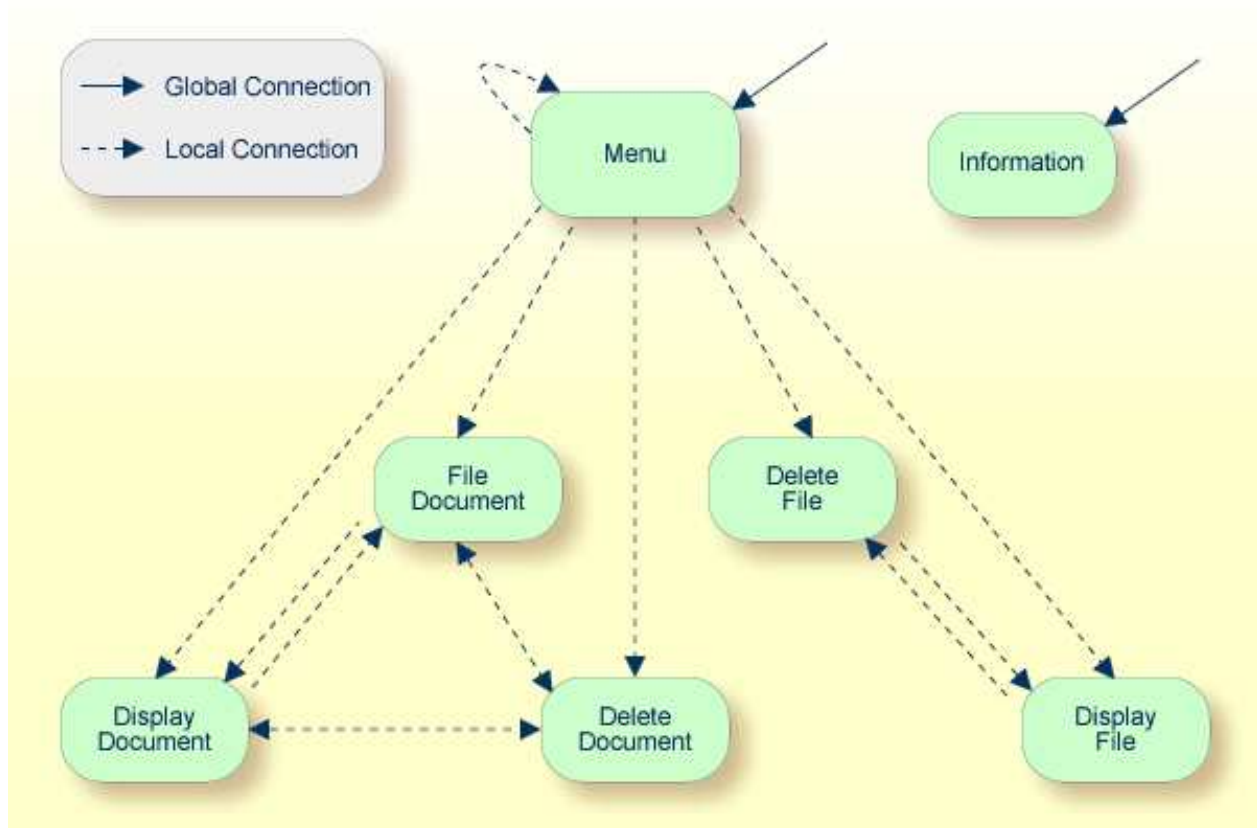 Global Connection
Local Connection
Menu
Information
File
Document
Delete
File
Display
Document
Delete
Document
Display
File